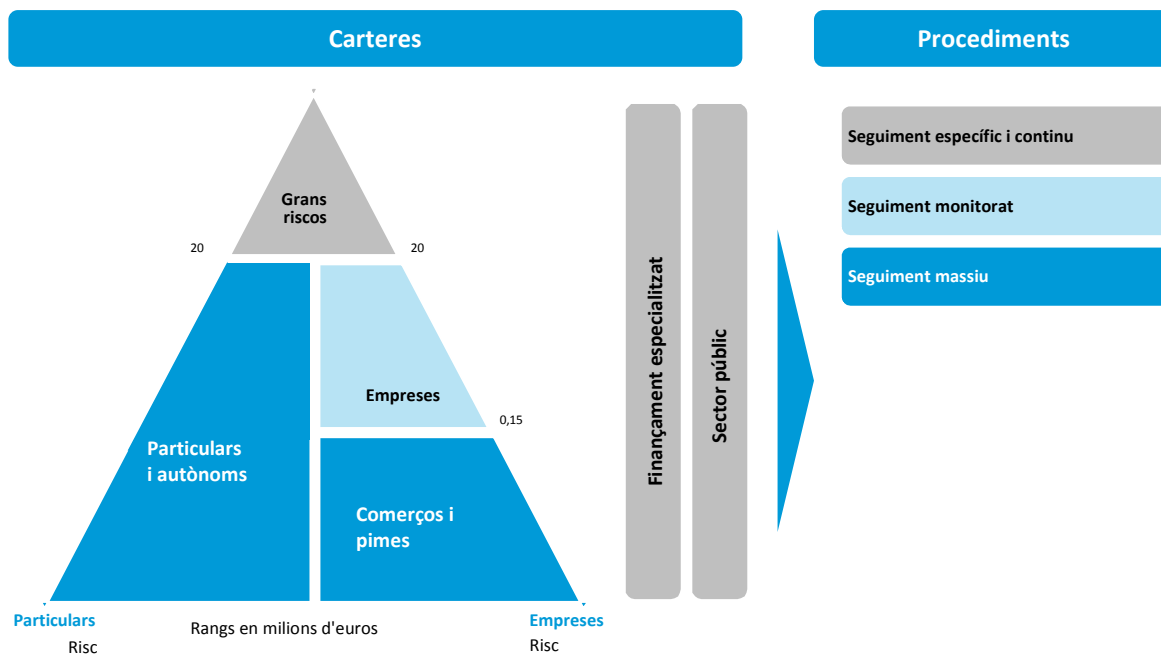 Carteres
Procediments
Grans
riscos
20
20
Empreses
0,15
Particulars
i autònoms
Comerços i
pimes
Particulars
Risc
Rangs en milions d'euros
Empreses
Risc
Finançament especialitzat
Sector públic
Seguiment específic i continu
Seguiment monitorat
Seguiment massiu